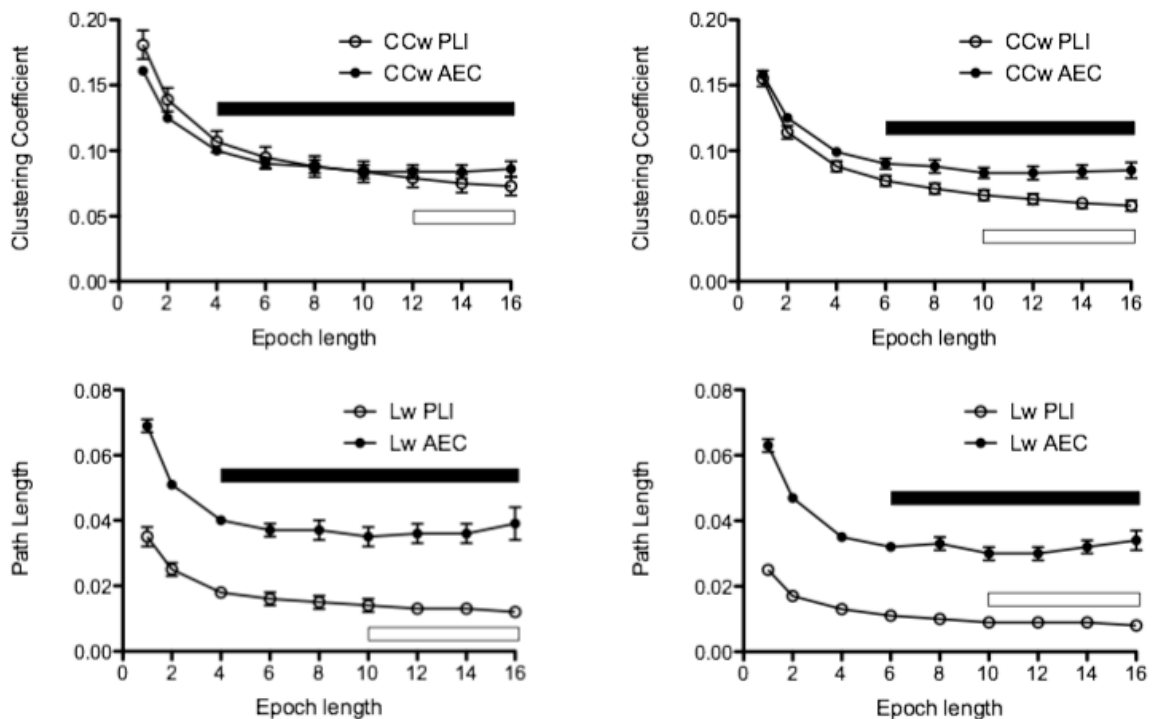 0.20
0.15
0.10
0.05
0.00
Clustering Coefficient
CCw PLI
CCw AEC
0 2 4 6 8 10 12 14 16
Epoch length
0.20
0.15
0.10
0.05
0.00
Clustering Coefficient
CCw PLI
CCw AEC
0 2 4 6 8 10 12 14 16
Epoch length
0.08
0.06
0.04
0.02
0.00
Path Length
Lw PLI
Lw AEC
0 2 4 6 8 10 12 14 16
Epoch length
0.08
0.06
0.04
0.02
0.00
Path Length
Lw PLI
Lw AEC
0 2 4 6 8 10 12 14 16
Epoch length